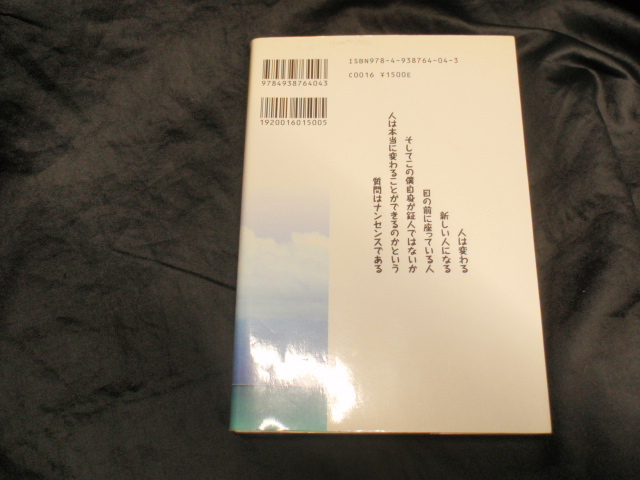 ISBN978-4-938764-04-3
C0016 ¥1500E
9784938764043
1920016015005
人は変わる
新しい人になる
目の前に座っている人
そしてこの僕自身が証人ではないか
人は本当に変わることができるのかという
質問はナンセンスである